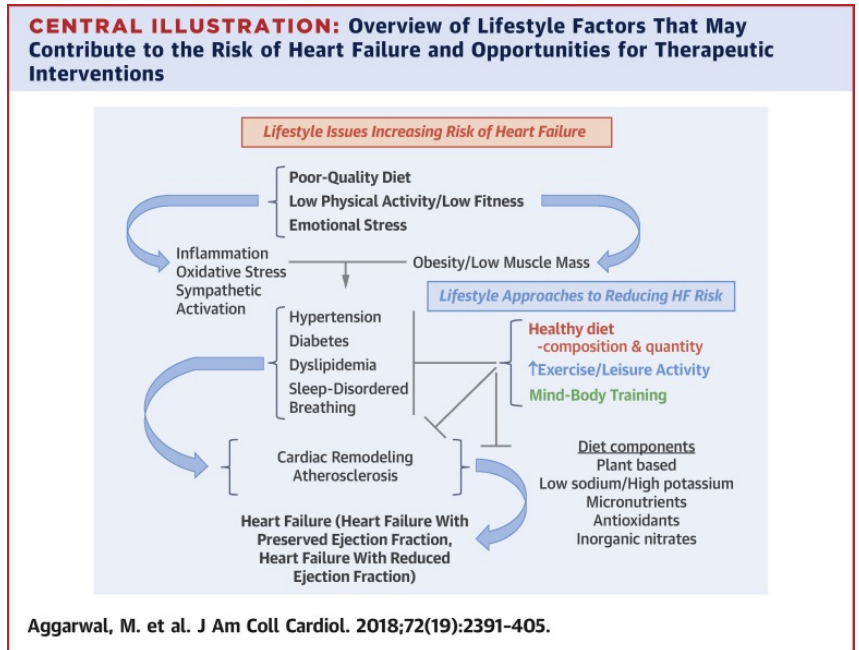 CENTRAL ILLUSTRATION: Overview of Lifestyle Factors That May
Contribute to the Risk of Heart Failure and Opportunities for Therapeutic
Interventions
Lifestyle Issues Increasing Risk of Heart Failure
Poor-Quality Diet
Low Physical Activity/Low Fitness
Emotional Stress
Inflammation
Oxidative Stress
Sympathetic
Activation
Obesity/Low Muscle Mass
Lifestyle Approaches to Reducing HF Risk
Hypertension
Diabetes
Dyslipidemia
Sleep-Disordered
Breathing
Healthy diet
-composition & quantity
↑Exercise/Leisure Activity
Mind-Body Training
Cardiac Remodeling
Atherosclerosis
Diet components
Plant based
Low sodium/High potassium
Micronutrients
Antioxidants
Inorganic nitrates
Heart Failure (Heart Failure With
Preserved Ejection Fraction,
Heart Failure With Reduced
Ejection Fraction)
Aggarwal, M. et al. J Am Coll Cardiol. 2018;72(19):2391–405.